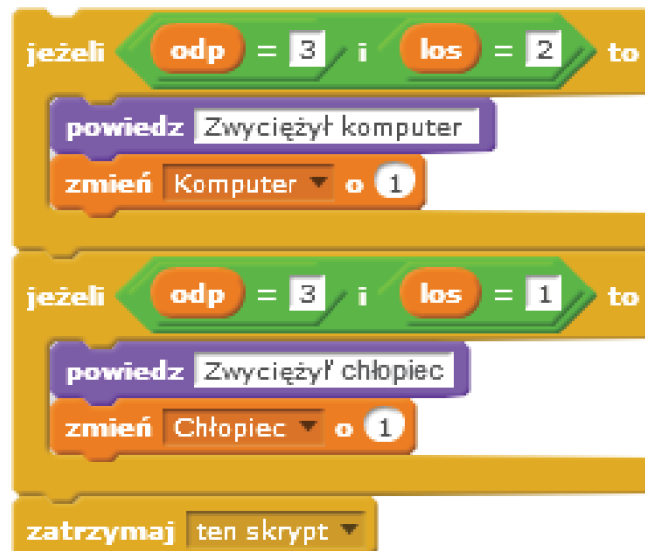 jeżeli odp = 3 i los = 2 to
powiedz Zwyciężył komputer
zmień Komputer o 1
jeżeli odp = 3 i los = 1 to
powiedz Zwyciężył chłopiec
zmień Chłopiec o 1
zatrzymaj ten skrypt